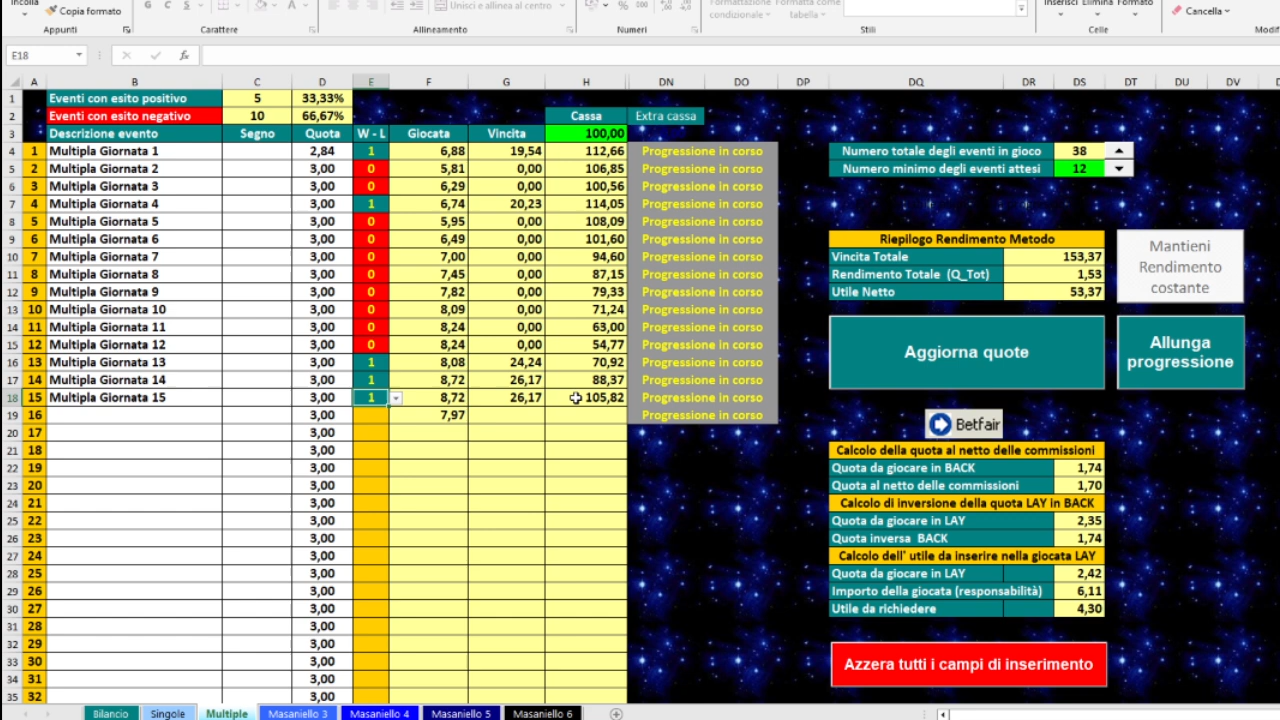 Incolla Copia formato G C S Unisci e allinea al centro % 000 Formattazione Formatta come Inserisci Elimina Formato Cancella
condizionale tabella
Appunti Carattere Allineamento Numeri Stili Celle Modif
E18 fx
A B C D E F G H DN DO DP DQ DR DS DT DU DV
1 Eventi con esito positivo 5 33,33%
2 Eventi con esito negativo 10 66,67% Cassa Extra cassa
3 Descrizione evento Segno Quota W - L Giocata Vincita 100,00
4 1 Multipla Giornata 1 2,84 1 6,88 19,54 112,66 Progressione in corso Numero totale degli eventi in gioco 38
5 2 Multipla Giornata 2 3,00 0 5,81 0,00 106,85 Progressione in corso Numero minimo degli eventi attesi 12
6 3 Multipla Giornata 3 3,00 0 6,29 0,00 100,56 Progressione in corso
7 4 Multipla Giornata 4 3,00 1 6,74 20,23 114,05 Progressione in corso
8 5 Multipla Giornata 5 3,00 0 5,95 0,00 108,09 Progressione in corso
9 6 Multipla Giornata 6 3,00 0 6,49 0,00 101,60 Progressione in corso Riepilogo Rendimento Metodo
10 7 Multipla Giornata 7 3,00 0 7,00 0,00 94,60 Progressione in corso Vincita Totale 153,37
11 8 Multipla Giornata 8 3,00 0 7,45 0,00 87,15 Progressione in corso Rendimento Totale (Q_Tot) 1,53
12 9 Multipla Giornata 9 3,00 0 7,82 0,00 79,33 Progressione in corso Utile Netto 53,37
Mantieni
Rendimento
costante
13 10 Multipla Giornata 10 3,00 0 8,09 0,00 71,24 Progressione in corso
14 11 Multipla Giornata 11 3,00 0 8,24 0,00 63,00 Progressione in corso
15 12 Multipla Giornata 12 3,00 0 8,24 0,00 54,77 Progressione in corso
16 13 Multipla Giornata 13 3,00 1 8,08 24,24 70,92 Progressione in corso
17 14 Multipla Giornata 14 3,00 1 8,72 26,17 88,37 Progressione in corso
18 15 Multipla Giornata 15 3,00 1 8,72 26,17 105,82 Progressione in corso
19 16 3,00 7,97 Progressione in corso
Aggiorna quote
Allunga
progressione
Betfair
20 17 3,00
21 18 3,00 Calcolo della quota al netto delle commissioni
22 19 3,00 Quota da giocare in BACK 1,74
23 20 3,00 Quota al netto delle commissioni 1,70
24 21 3,00 Calcolo di inversione della quota LAY in BACK
25 22 3,00 Quota da giocare in LAY 2,35
26 23 3,00 Quota inversa BACK 1,74
27 24 3,00 Calcolo dell' utile da inserire nella giocata LAY
28 25 3,00 Quota da giocare in LAY 2,42
29 26 3,00 Importo della giocata (responsabilità) 6,11
30 27 3,00 Utile da richiedere 4,30
31 28 3,00
32 29 3,00
33 30 3,00 Azzera tutti i campi di inserimento
34 31 3,00
35 32 3,00
Bilancio Singole Multiple Masaniello 3 Masaniello 4 Masaniello 5 Masaniello 6